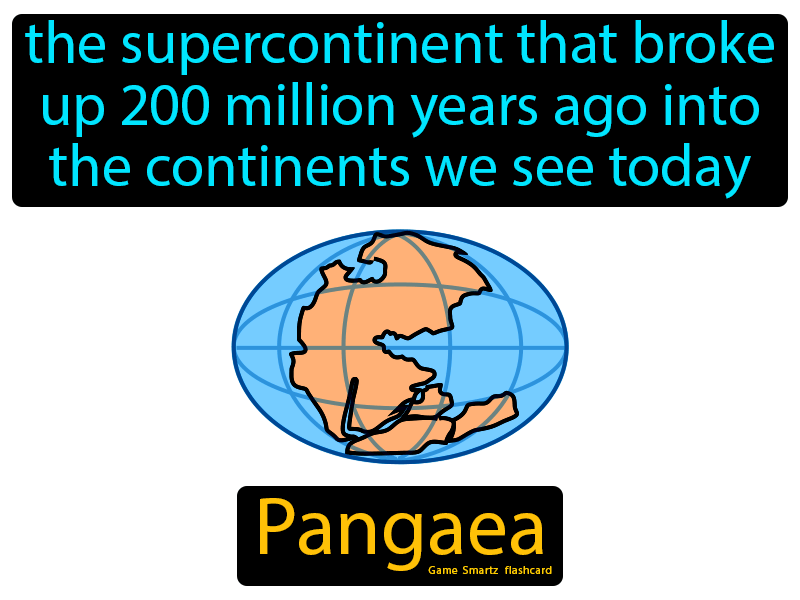 the supercontinent that broke
up 200 million years ago into
the continents we see today
Pangaea
Game Smartz flashcard